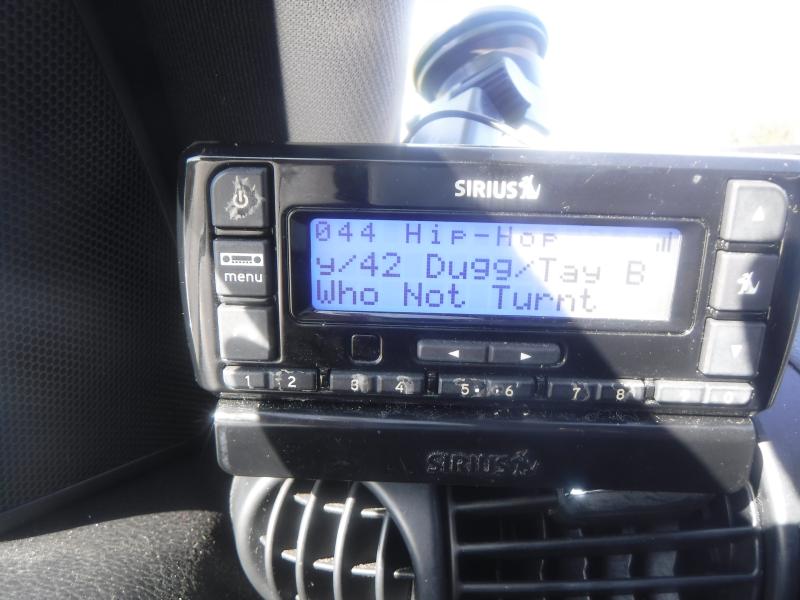 SIRIUS
044 Hip-Hop
y/42 Dugg/Tay B
Who Not Turnt
menu
1 2 3 4 5 6 7 8 0
SIRIUS